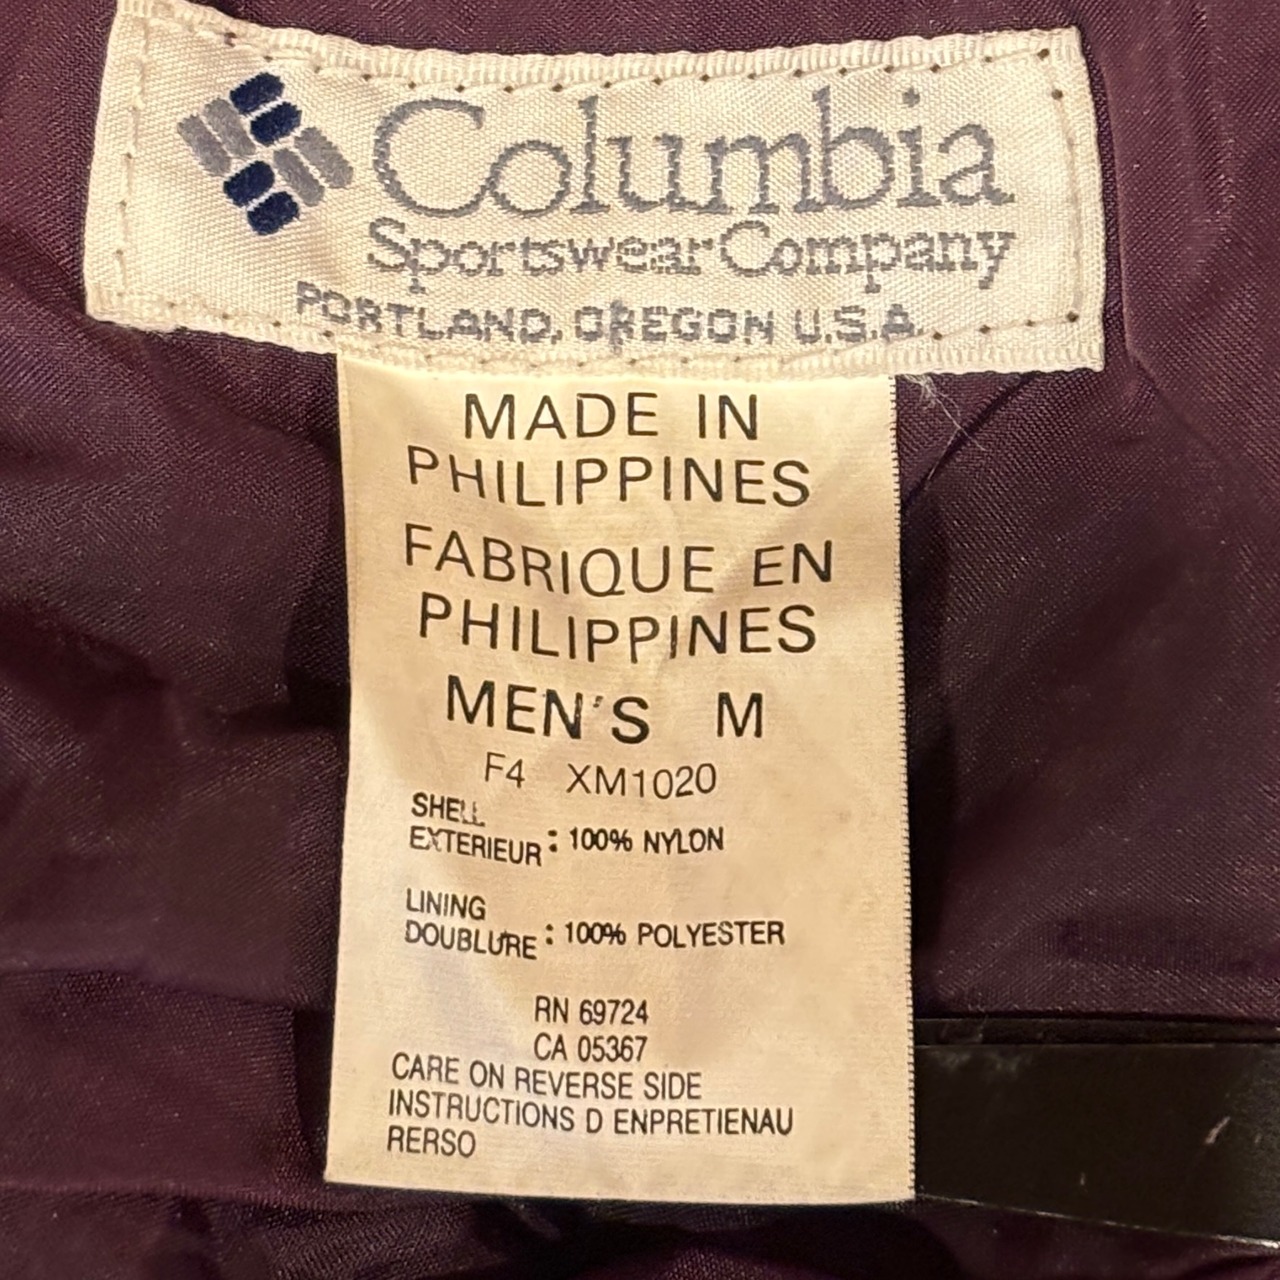 Columbia
Sportswear Company
PORTLAND, OREGON U.S.A.
MADE IN
PHILIPPINES
FABRIQUE EN
PHILIPPINES
MEN'S M
F4 XM1020
SHELL
EXTERIEUR : 100% NYLON
LINING
DOUBLURE : 100% POLYESTER
RN 69724
CA 05367
CARE ON REVERSE SIDE
INSTRUCTIONS D ENPRETIENAU
RERSO